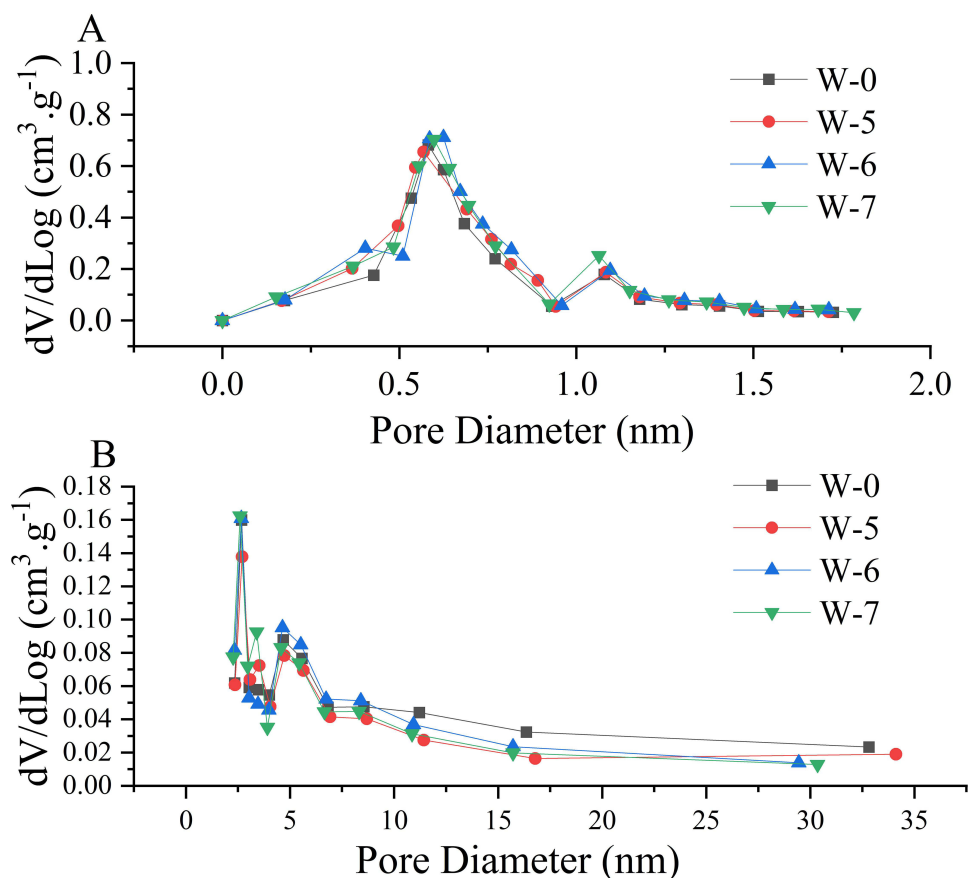 A
dV/dLog (cm³.g⁻¹)
1.0
0.8
0.6
0.4
0.2
0.0
0.0 0.5 1.0 1.5 2.0
Pore Diameter (nm)
W-0
W-5
W-6
W-7
B
dV/dLog (cm³.g⁻¹)
0.18
0.16
0.14
0.12
0.10
0.08
0.06
0.04
0.02
0.00
0 5 10 15 20 25 30 35
Pore Diameter (nm)
W-0
W-5
W-6
W-7